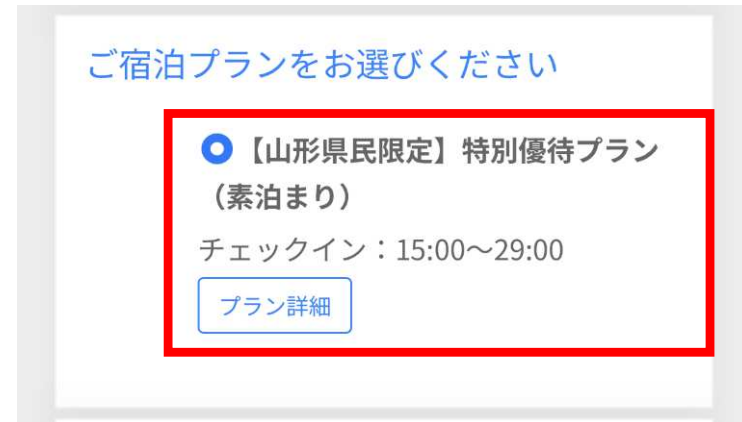 ご宿泊プランをお選びください
【山形県民限定】特別優待プラン
（素泊まり）
チェックイン：15:00～29:00
プラン詳細